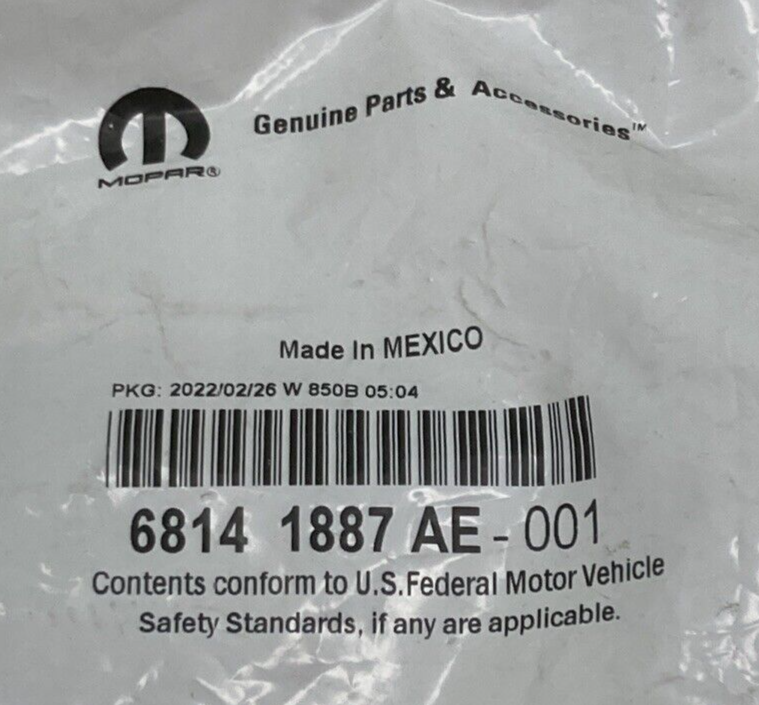 MOPAR®
Genuine Parts & Accessories™
Made In MEXICO
PKG: 2022/02/26 W 850B 05:04
6814 1887 AE - 001
Contents conform to U.S.Federal Motor Vehicle
Safety Standards, if any are applicable.